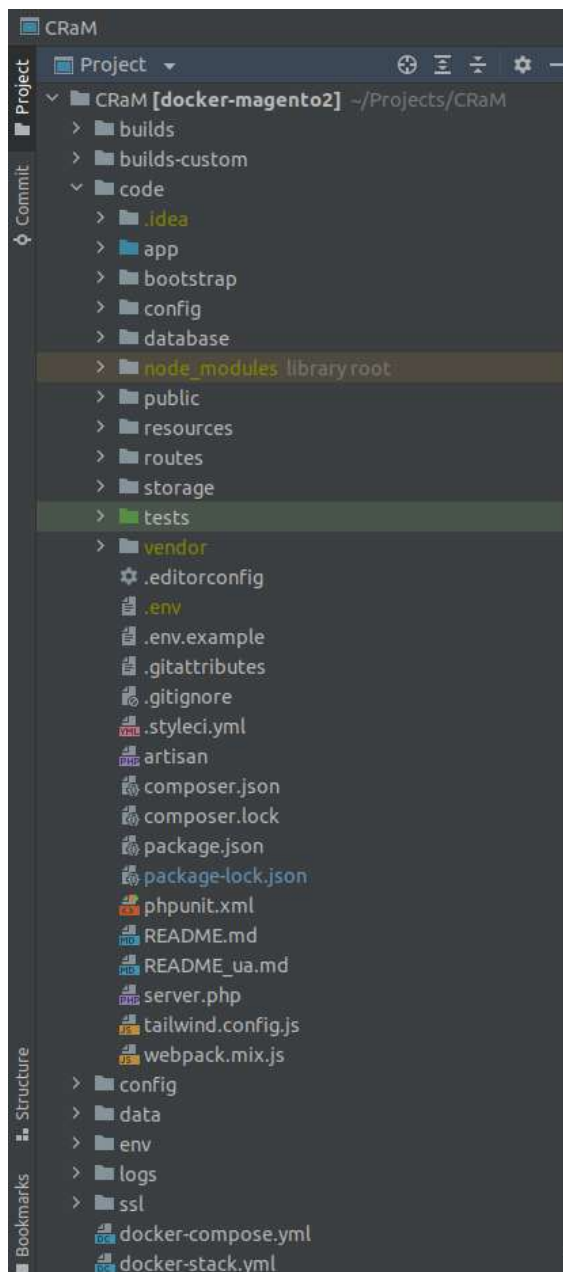 CRaM
Project
Project
Commit
CRaM [docker-magento2] ~/Projects/CRaM
builds
builds-custom
code
.idea
app
bootstrap
config
database
node_modules library root
public
resources
routes
storage
tests
vendor
.editorconfig
.env
.env.example
.gitattributes
.gitignore
.styleci.yml
artisan
composer.json
composer.lock
package.json
package-lock.json
phpunit.xml
README.md
README_ua.md
server.php
tailwind.config.js
webpack.mix.js
Structure
config
data
env
logs
Bookmarks
ssl
docker-compose.yml
docker-stack.yml